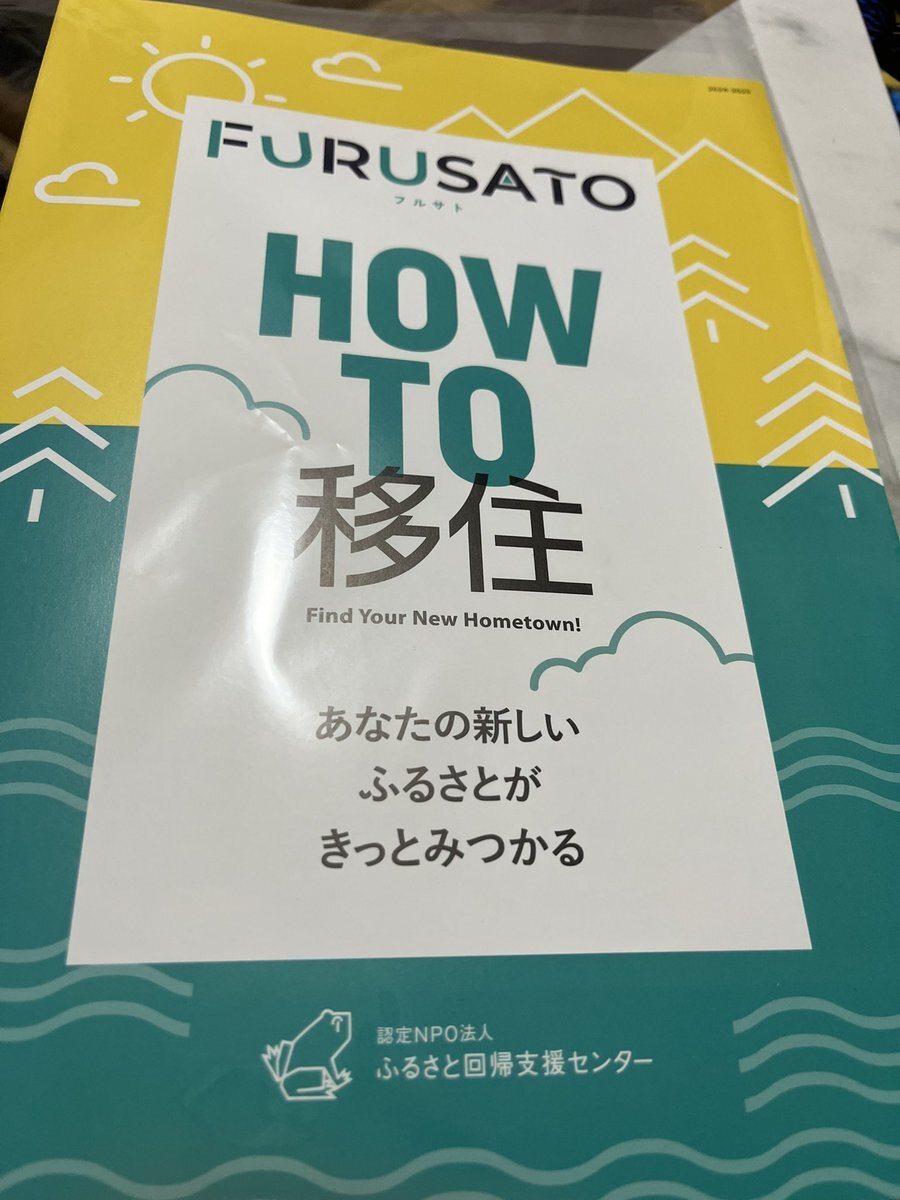 2024-2025
FURUSATO
フルサト
HOW
TO
移住
Find Your New Hometown!
あなたの新しい
ふるさとが
きっとみつかる
認定NPO法人
ふるさと回帰支援センター